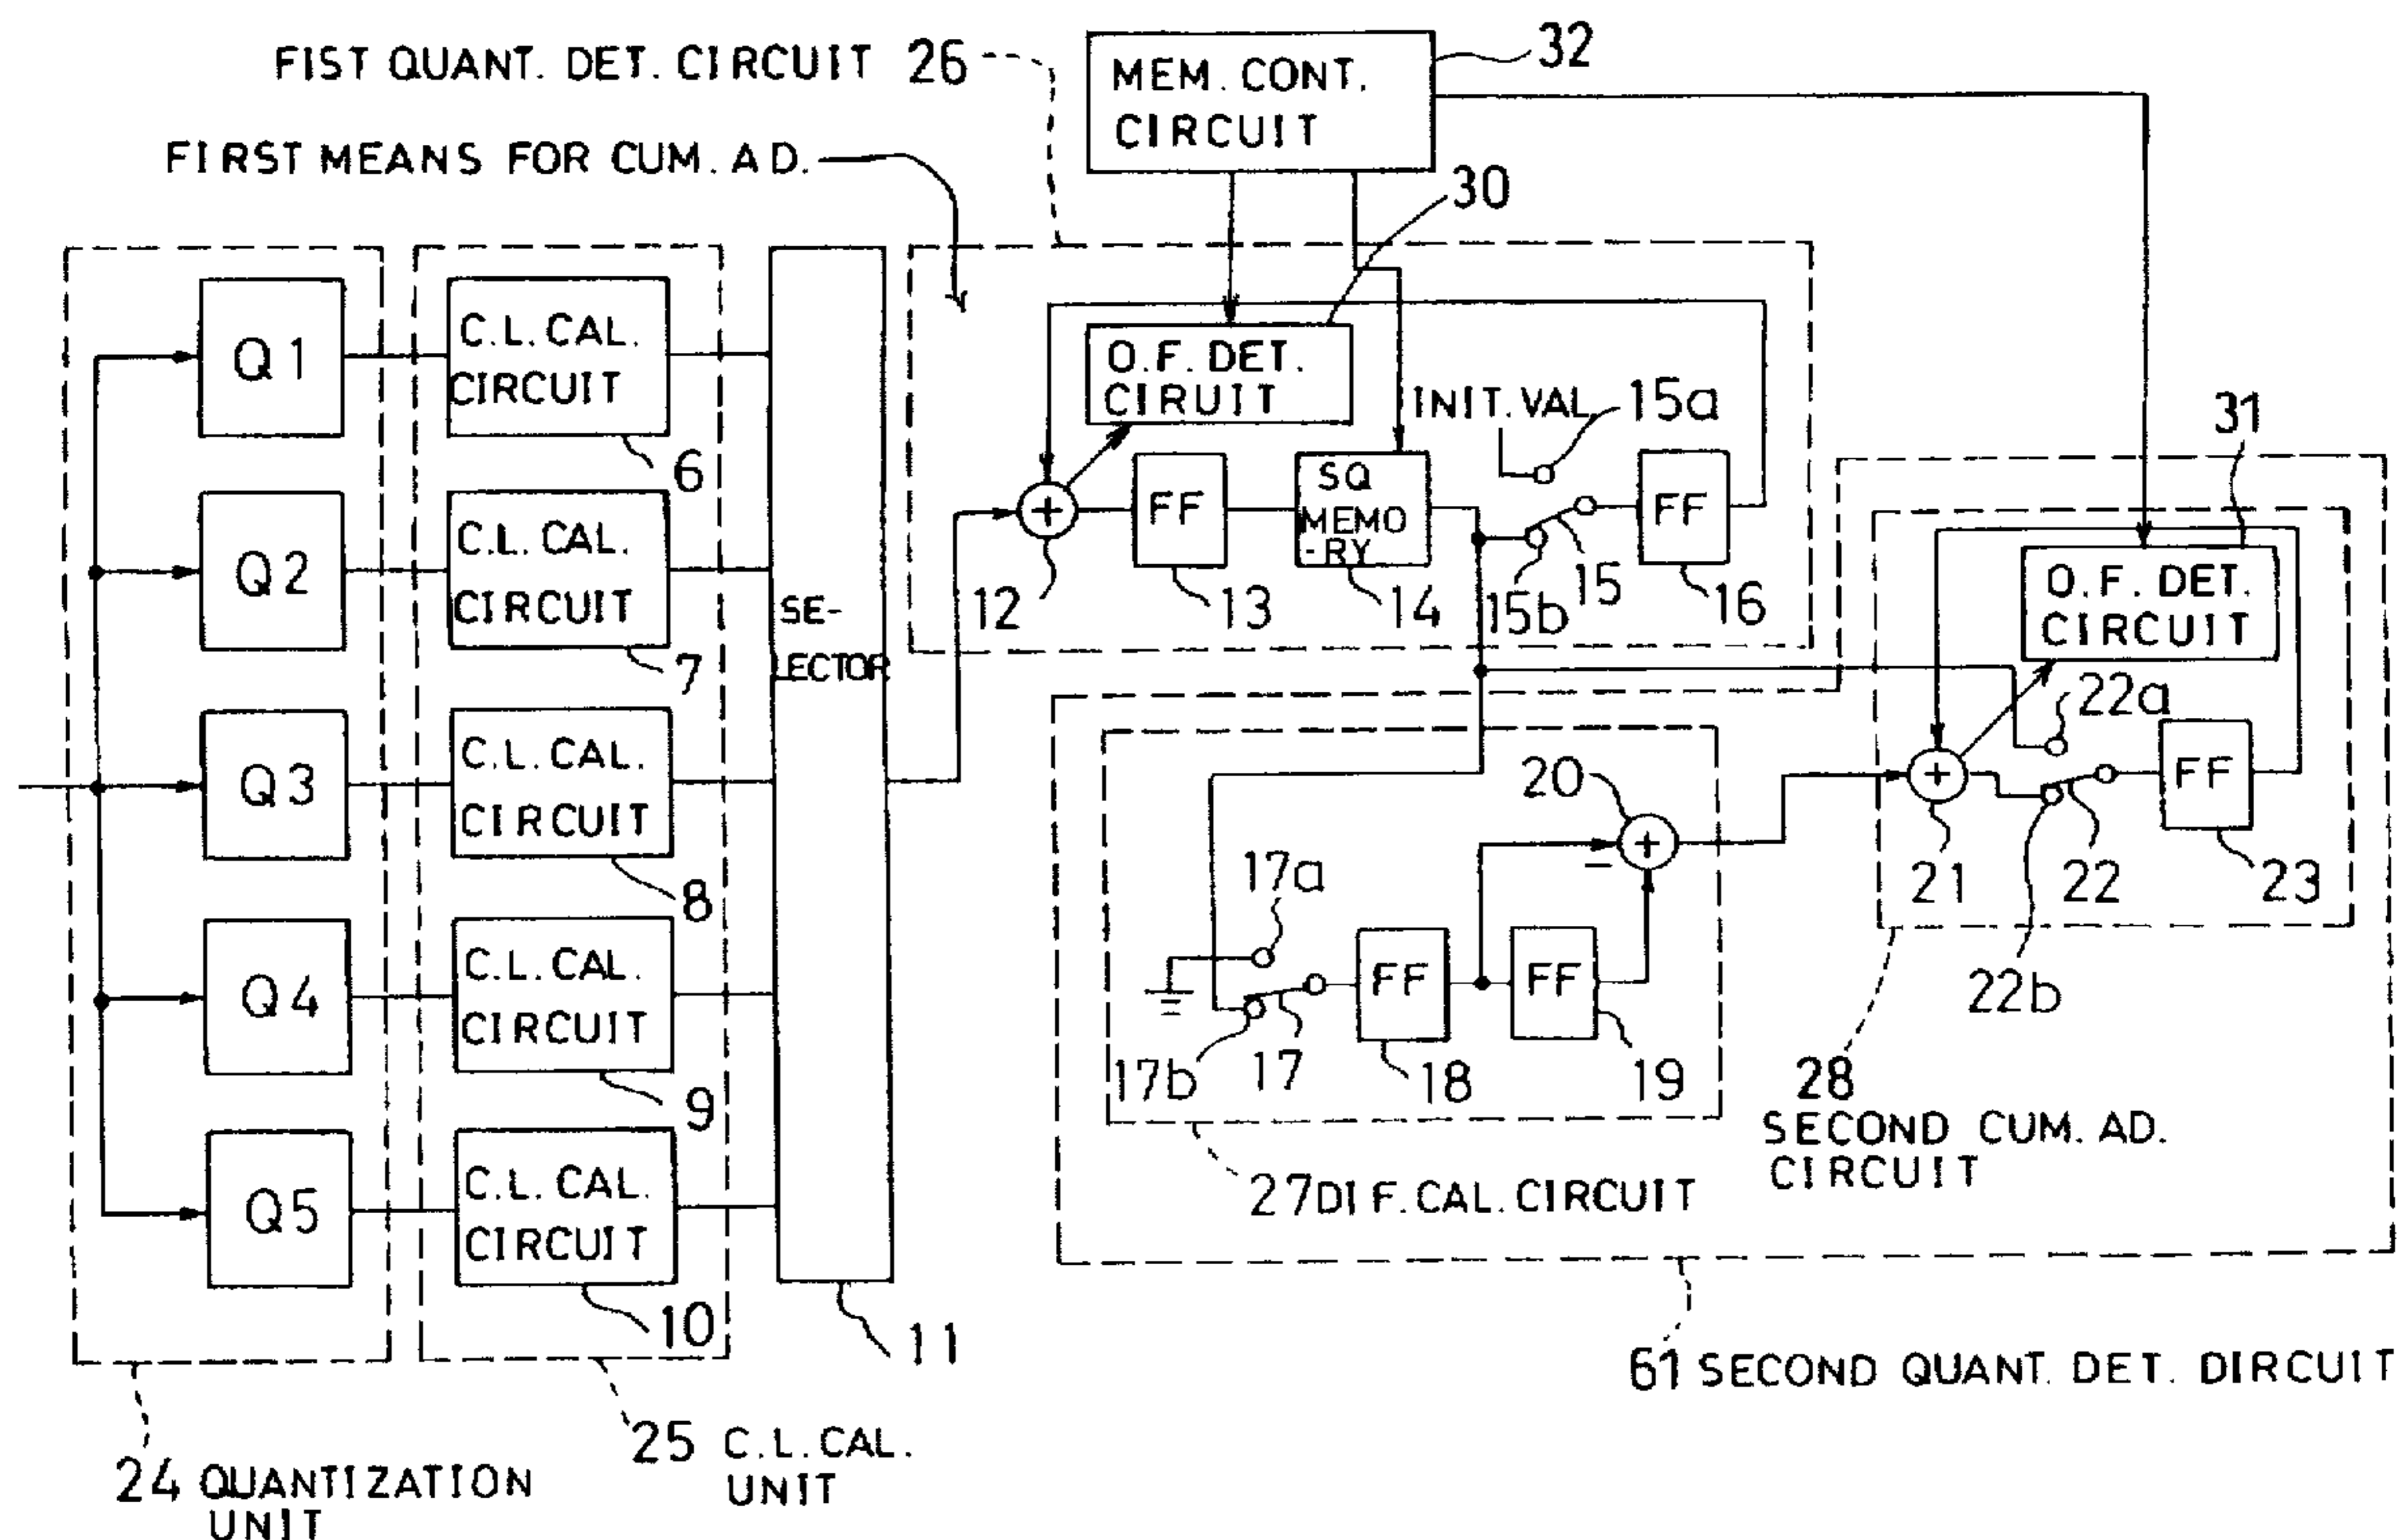 FIST QUANT. DET. CIRCUIT 26
MEM. CONT.
CIRCUIT
32
FIRST MEANS FOR CUM. AD.
30
Q1
C.L. CAL.
CIRCUIT
6
Q2
C.L. CAL.
CIRCUIT
7
Q3
C.L. CAL.
CIRCUIT
8
Q4
C.L. CAL.
CIRCUIT
9
Q5
C.L. CAL.
CIRCUIT
10
SE-
LECTOR
11
24 QUANTIZATION
UNIT
25 C.L. CAL.
UNIT
O.F. DET.
CIRUIT
INIT. VAL.
15a
12
FF
13
SQ
MEMO
-RY
14
15b
15
FF
16
31
O.F. DET.
CIRCUIT
22a
21
22
22b
FF
23
28
SECOND CUM. AD.
CIRCUIT
20
−
17a
17b
17
FF
18
FF
19
27 DIF. CAL. CIRCUIT
61 SECOND QUANT. DET. DIRCUIT